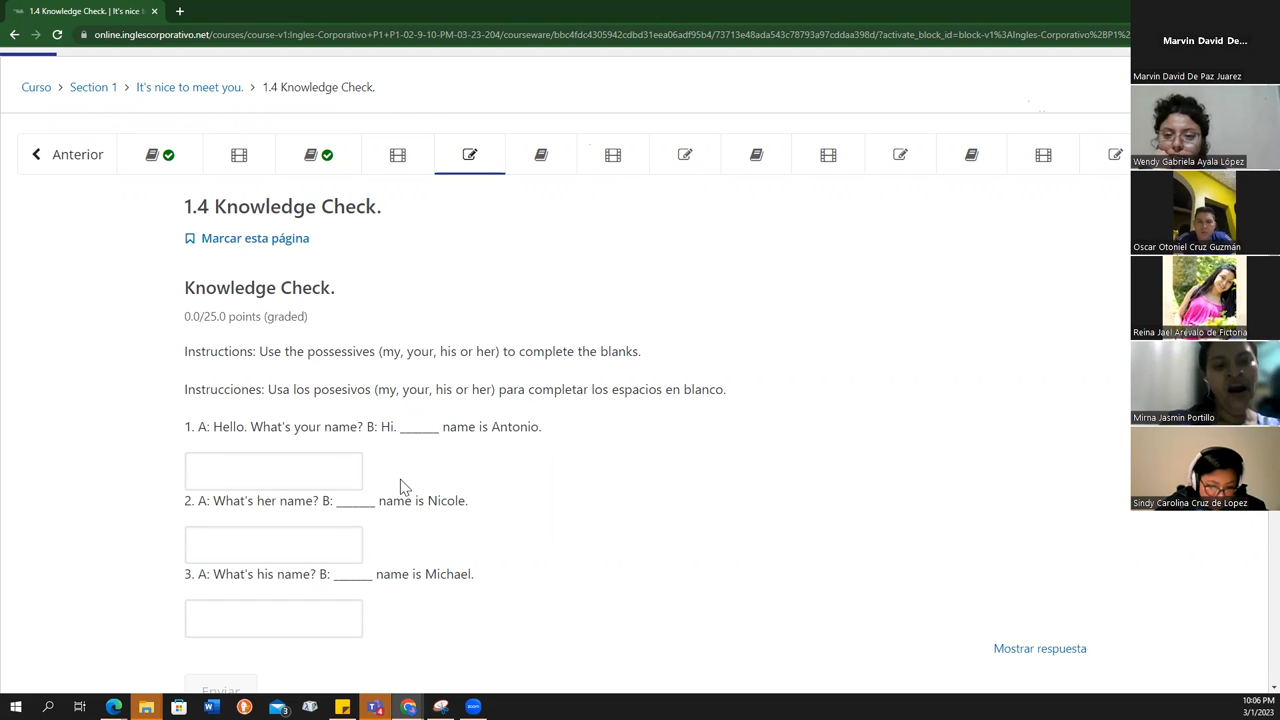 1.4 Knowledge Check. | It's nice t
online.inglescorporativo.net/courses/course-v1:Ingles-Corporativo+P1+P1-02-9-10-PM-03-23-204/courseware/bbc4fdc4305942cdbd31eea06adf95b4/73713e48ada543c78793a97cddaa398d/?activate_block_id=block-v1%3AIngles-Corporativo%2BP1%2
Curso > Section 1 > It's nice to meet you. > 1.4 Knowledge Check.
Anterior
1.4 Knowledge Check.
Marcar esta página
Knowledge Check.
0.0/25.0 points (graded)
Instructions: Use the possessives (my, your, his or her) to complete the blanks.
Instrucciones: Usa los posesivos (my, your, his or her) para completar los espacios en blanco.
1. A: Hello. What's your name? B: Hi. ______ name is Antonio.
2. A: What's her name? B: ______ name is Nicole.
3. A: What's his name? B: ______ name is Michael.
Mostrar respuesta
Enviar
Marvin David De...
Marvin David De Paz Juarez
Wendy Gabriela Ayala López
Oscar Otoniel Cruz Guzmán
Reina Jael Arévalo de Fictoria
Mirna Jasmin Portillo
Sindy Carolina Cruz de Lopez
10:06 PM
3/1/2023